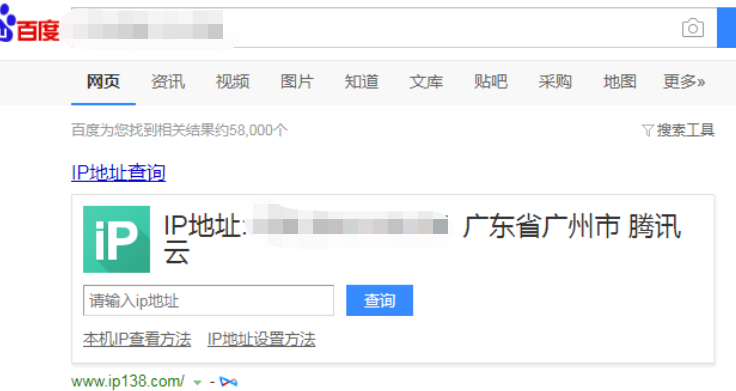 百度
网页 资讯 视频 图片 知道 文库 贴吧 采购 地图 更多»
百度为您找到相关结果约58,000个 搜索工具
IP地址查询
iP IP地址: 广东省广州市 腾讯
云
请输入ip地址 查询
本机IP查看方法 IP地址设置方法
www.ip138.com/ -